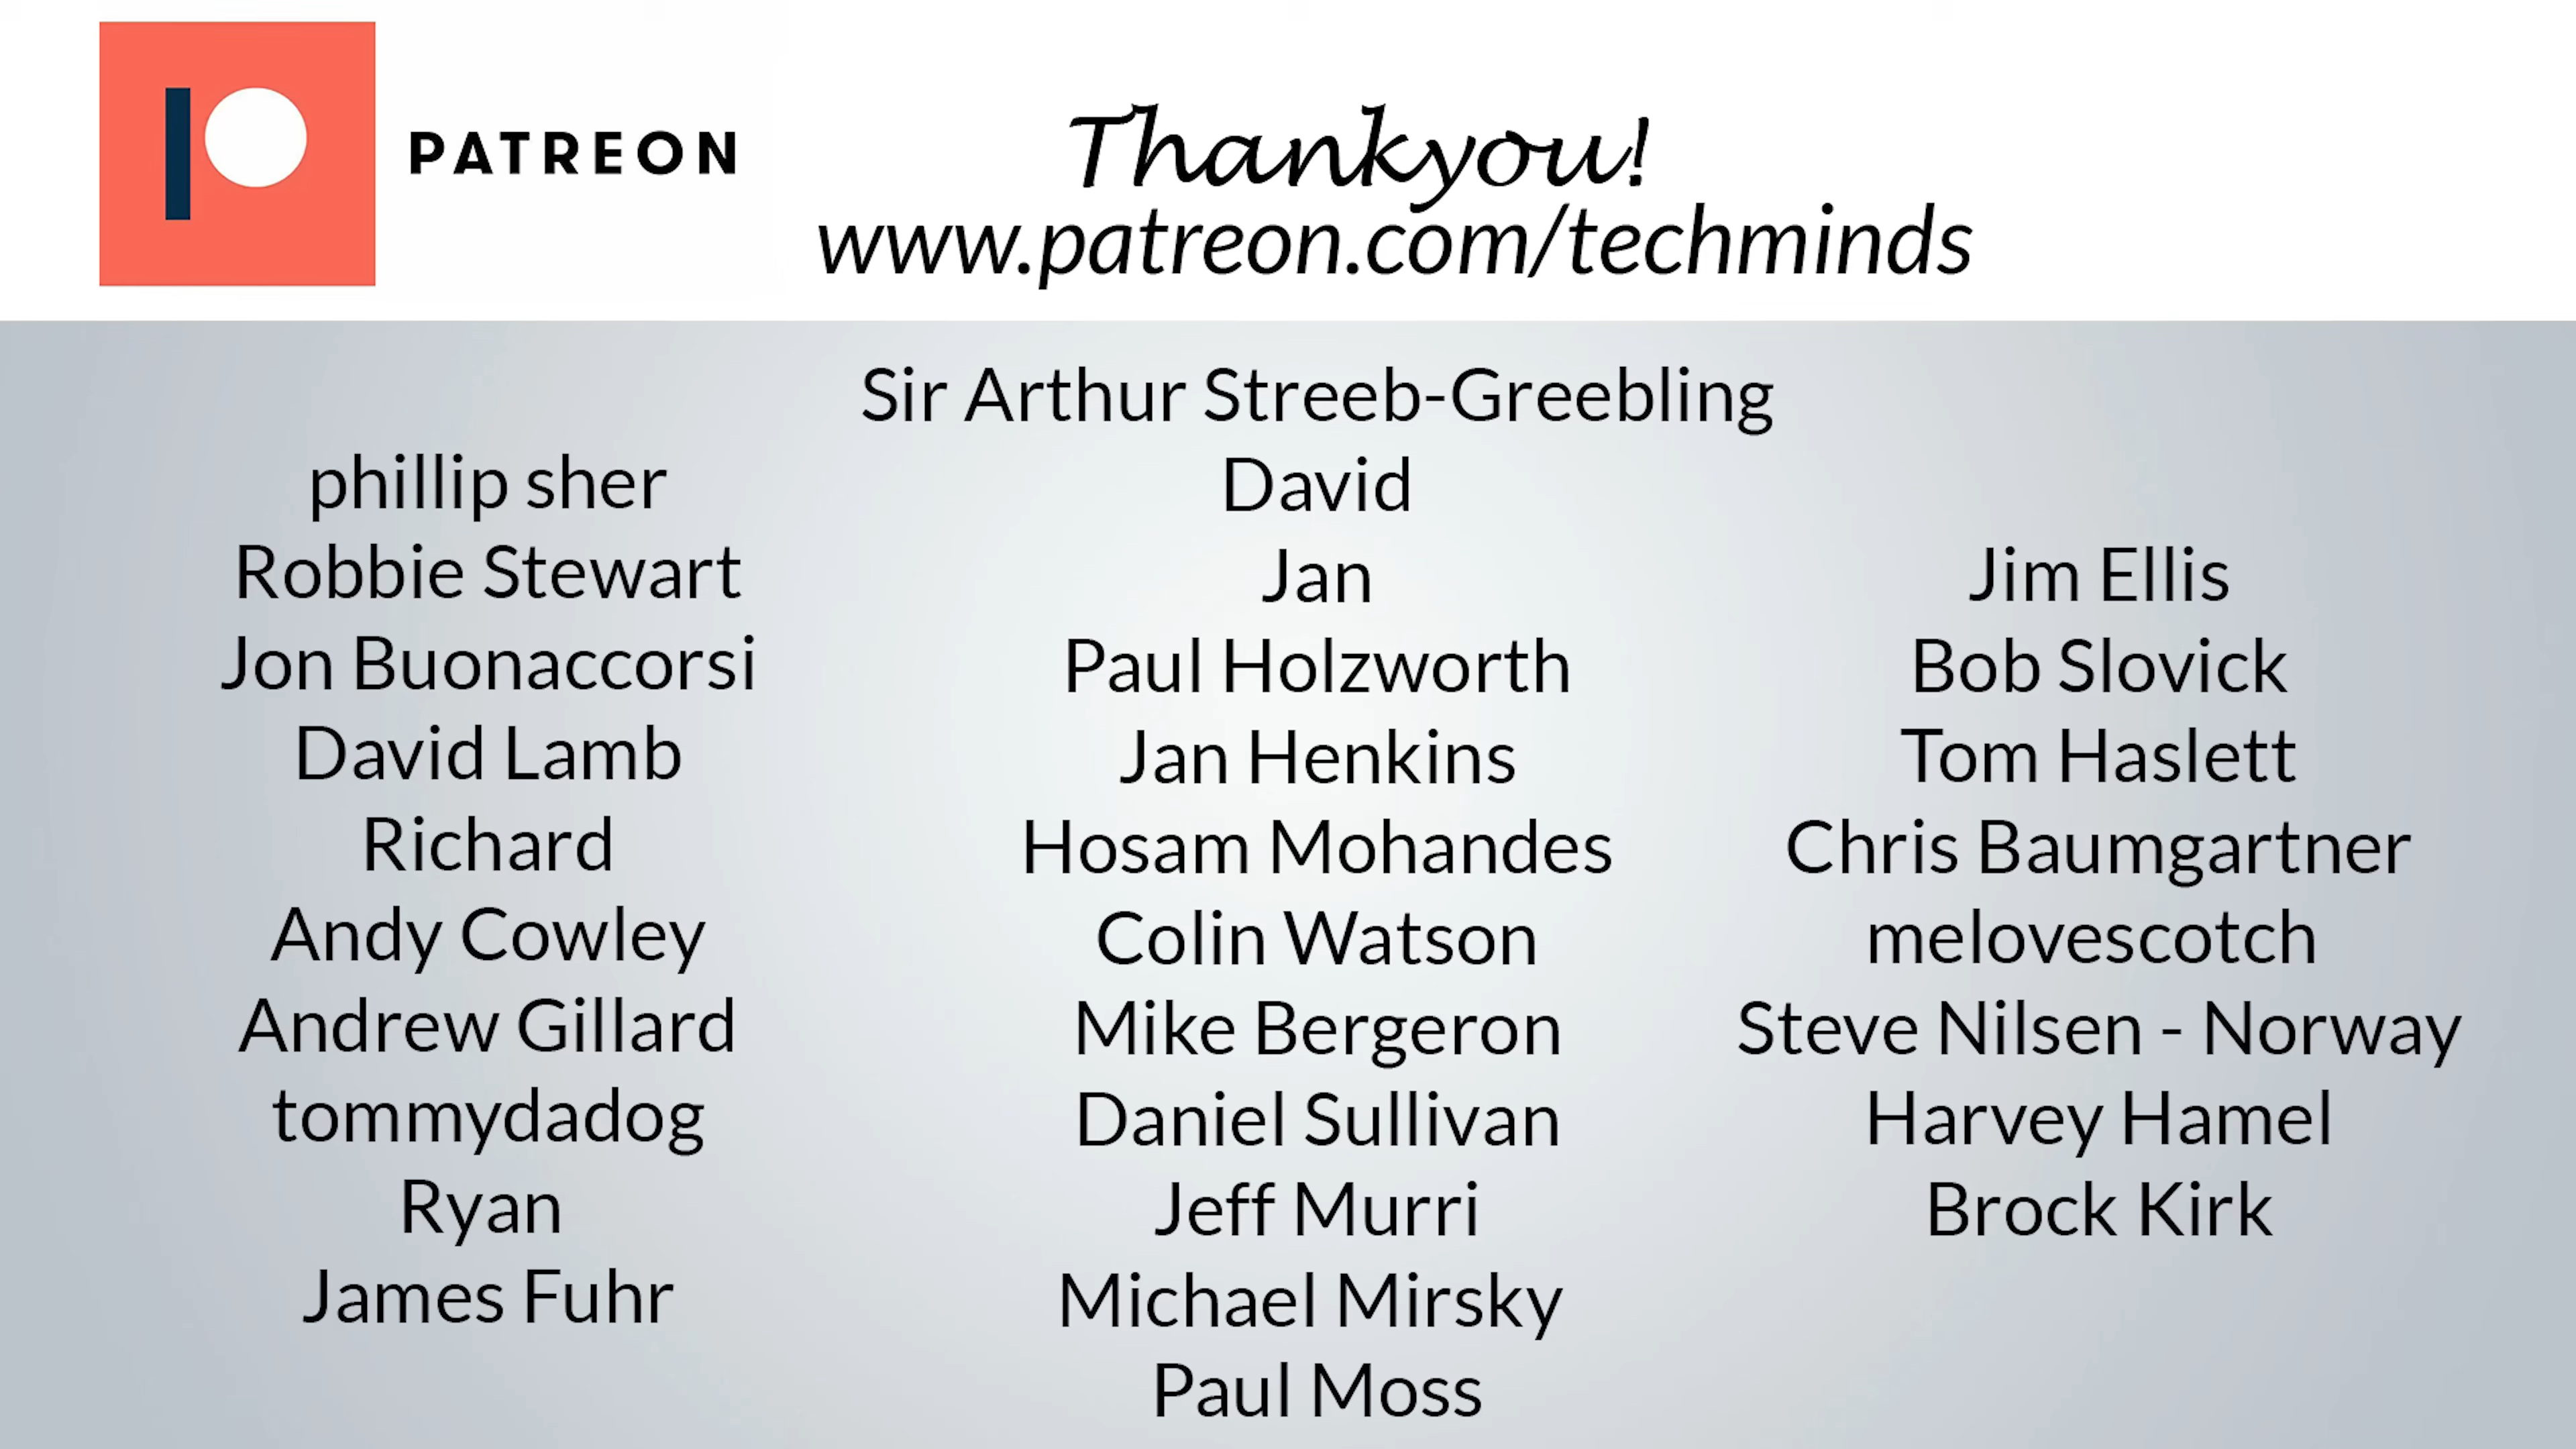 PATREON
Thankyou!
www.patreon.com/techminds
phillip sher
Robbie Stewart
Jon Buonaccorsi
David Lamb
Richard
Andy Cowley
Andrew Gillard
tommydadog
Ryan
James Fuhr
Sir Arthur Streeb-Greebling
David
Jan
Paul Holzworth
Jan Henkins
Hosam Mohandes
Colin Watson
Mike Bergeron
Daniel Sullivan
Jeff Murri
Michael Mirsky
Paul Moss
Jim Ellis
Bob Slovick
Tom Haslett
Chris Baumgartner
melovescotch
Steve Nilsen - Norway
Harvey Hamel
Brock Kirk